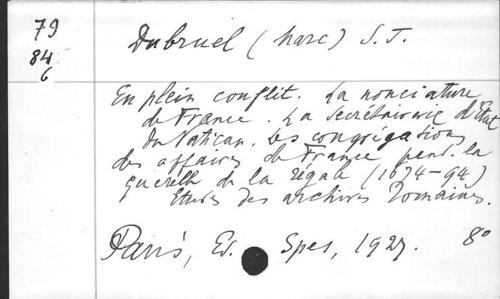 79
84
6
Dubruel (Marc) S.J.
En plein conflit. La nonciature
de France. La Secrétairerie d'État
du Vatican. Les congrégations
des affaires de France pend. la
querelle de la régale (1674-94)
Etudes des archives Romaines.
Paris, Ed. Spes, 1927. 8°